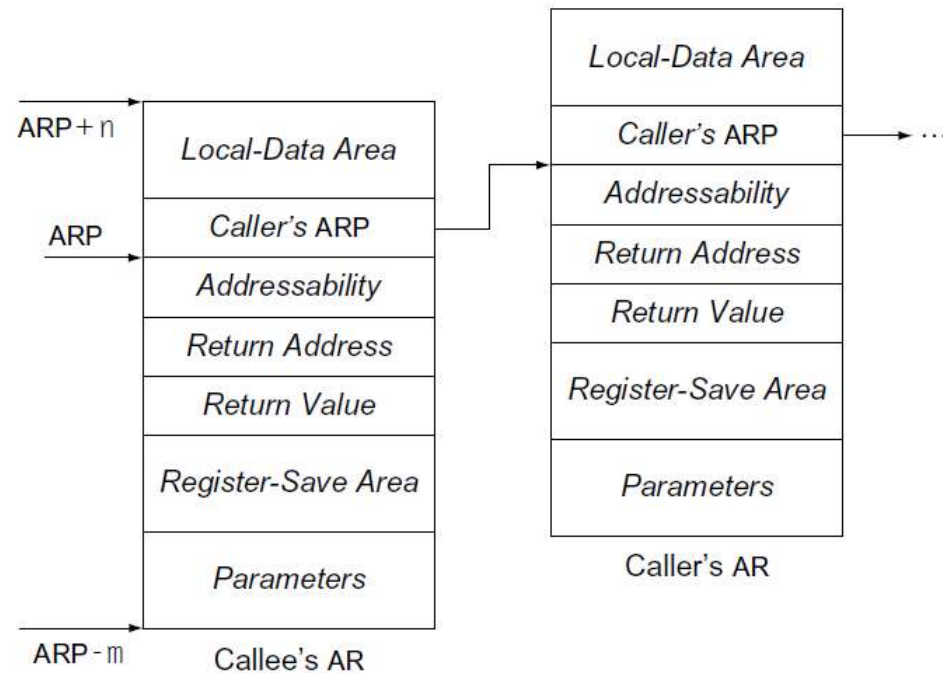 ARP+n
Local-Data Area
ARP
Caller's ARP
Addressability
Return Address
Return Value
Register-Save Area
Parameters
ARP-m
Callee's AR
Local-Data Area
Caller's ARP
...
Addressability
Return Address
Return Value
Register-Save Area
Parameters
Caller's AR